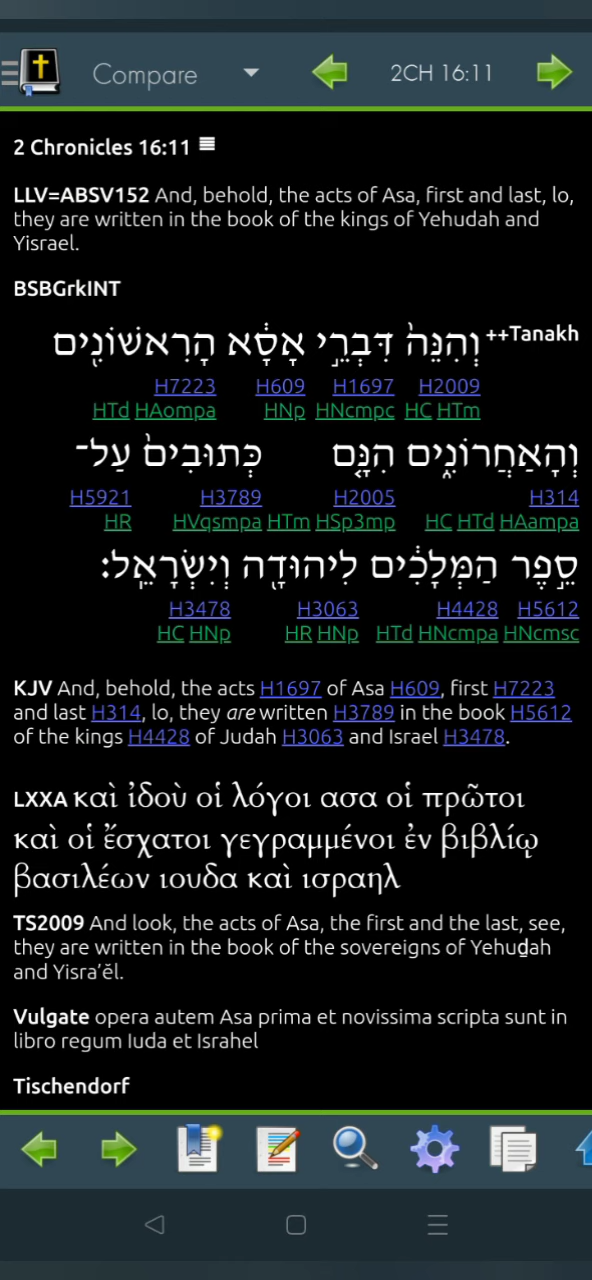 Compare
2CH 16:11
2 Chronicles 16:11
LLV=ABSV152 And, behold, the acts of Asa, first and last, lo,
they are written in the book of the kings of Yehudah and
Yisrael.
BSBGrkINT
++Tanakh וְהִנֵּה֙ דִּבְרֵ֣י אָסָ֔א הָרִאשׁוֹנִ֖ים
H7223 H609 H1697 H2009
HTd HAompa HNp HNcmpc HC HTm
וְהָאַחֲרוֹנִ֑ים הִנָּ֤ם כְּתוּבִים֙ עַל־
H5921 H3789 H2005 H314
HR HVqsmpa HTm HSp3mp HC HTd HAampa
סֵ֣פֶר הַמְּלָכִ֔ים לִיהוּדָ֖ה וְיִשְׂרָאֵֽל׃
H3478 H3063 H4428 H5612
HC HNp HR HNp HTd HNcmpa HNcmsc
KJV And, behold, the acts H1697 of Asa H609, first H7223
and last H314, lo, they are written H3789 in the book H5612
of the kings H4428 of Judah H3063 and Israel H3478.
LXXA καὶ ἰδοὺ οἱ λόγοι ασα οἱ πρῶτοι
καὶ οἱ ἔσχατοι γεγραμμένοι ἐν βιβλίῳ
βασιλέων ιουδα καὶ ισραηλ
TS2009 And look, the acts of Asa, the first and the last, see,
they are written in the book of the sovereigns of Yehuḏah
and Yisra’ĕl.
Vulgate opera autem Asa prima et novissima scripta sunt in
libro regum Iuda et Israhel
Tischendorf